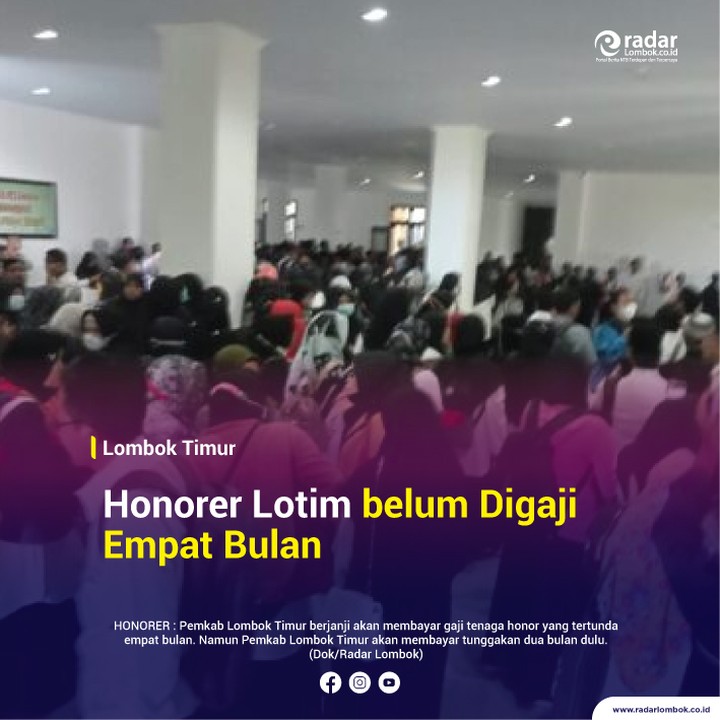 radar
Lombok.co.id
Lombok Timur
Honorer Lotim belum Digaji
Empat Bulan
HONORER : Pemkab Lombok Timur berjanji akan membayar gaji tenaga honor yang tertunda
empat bulan. Namun Pemkab Lombok Timur akan membayar tunggakan dua bulan dulu.
(Dok/Radar Lombok)
www.radarlombok.co.id